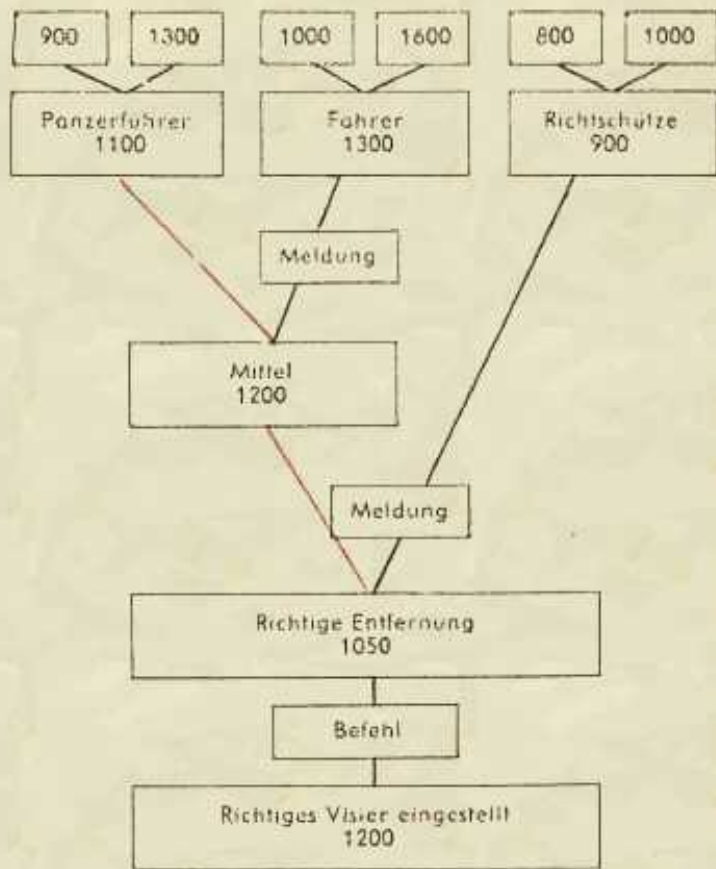 900
1300
1000
1600
800
1000
Panzerführer
1100
Fahrer
1300
Richtschütze
900
Meldung
Mittel
1200
Meldung
Richtige Entfernung
1050
Befehl
Richtiges Visier eingestellt
1200